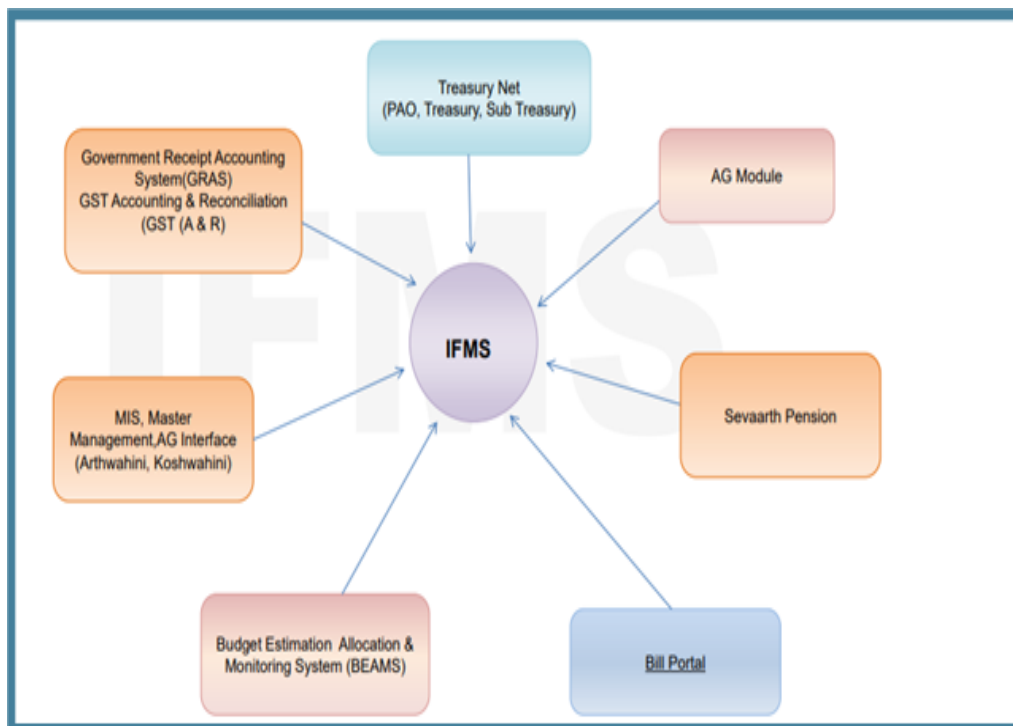 Treasury Net
(PAO, Treasury, Sub Treasury)
Government Receipt Accounting
System(GRAS)
GST Accounting & Reconciliation
(GST (A & R)
AG Module
IFMS
IFMS
MIS, Master
Management,AG Interface
(Arthwahini, Koshwahini)
Sevaarth Pension
Budget Estimation Allocation &
Monitoring System (BEAMS)
Bill Portal